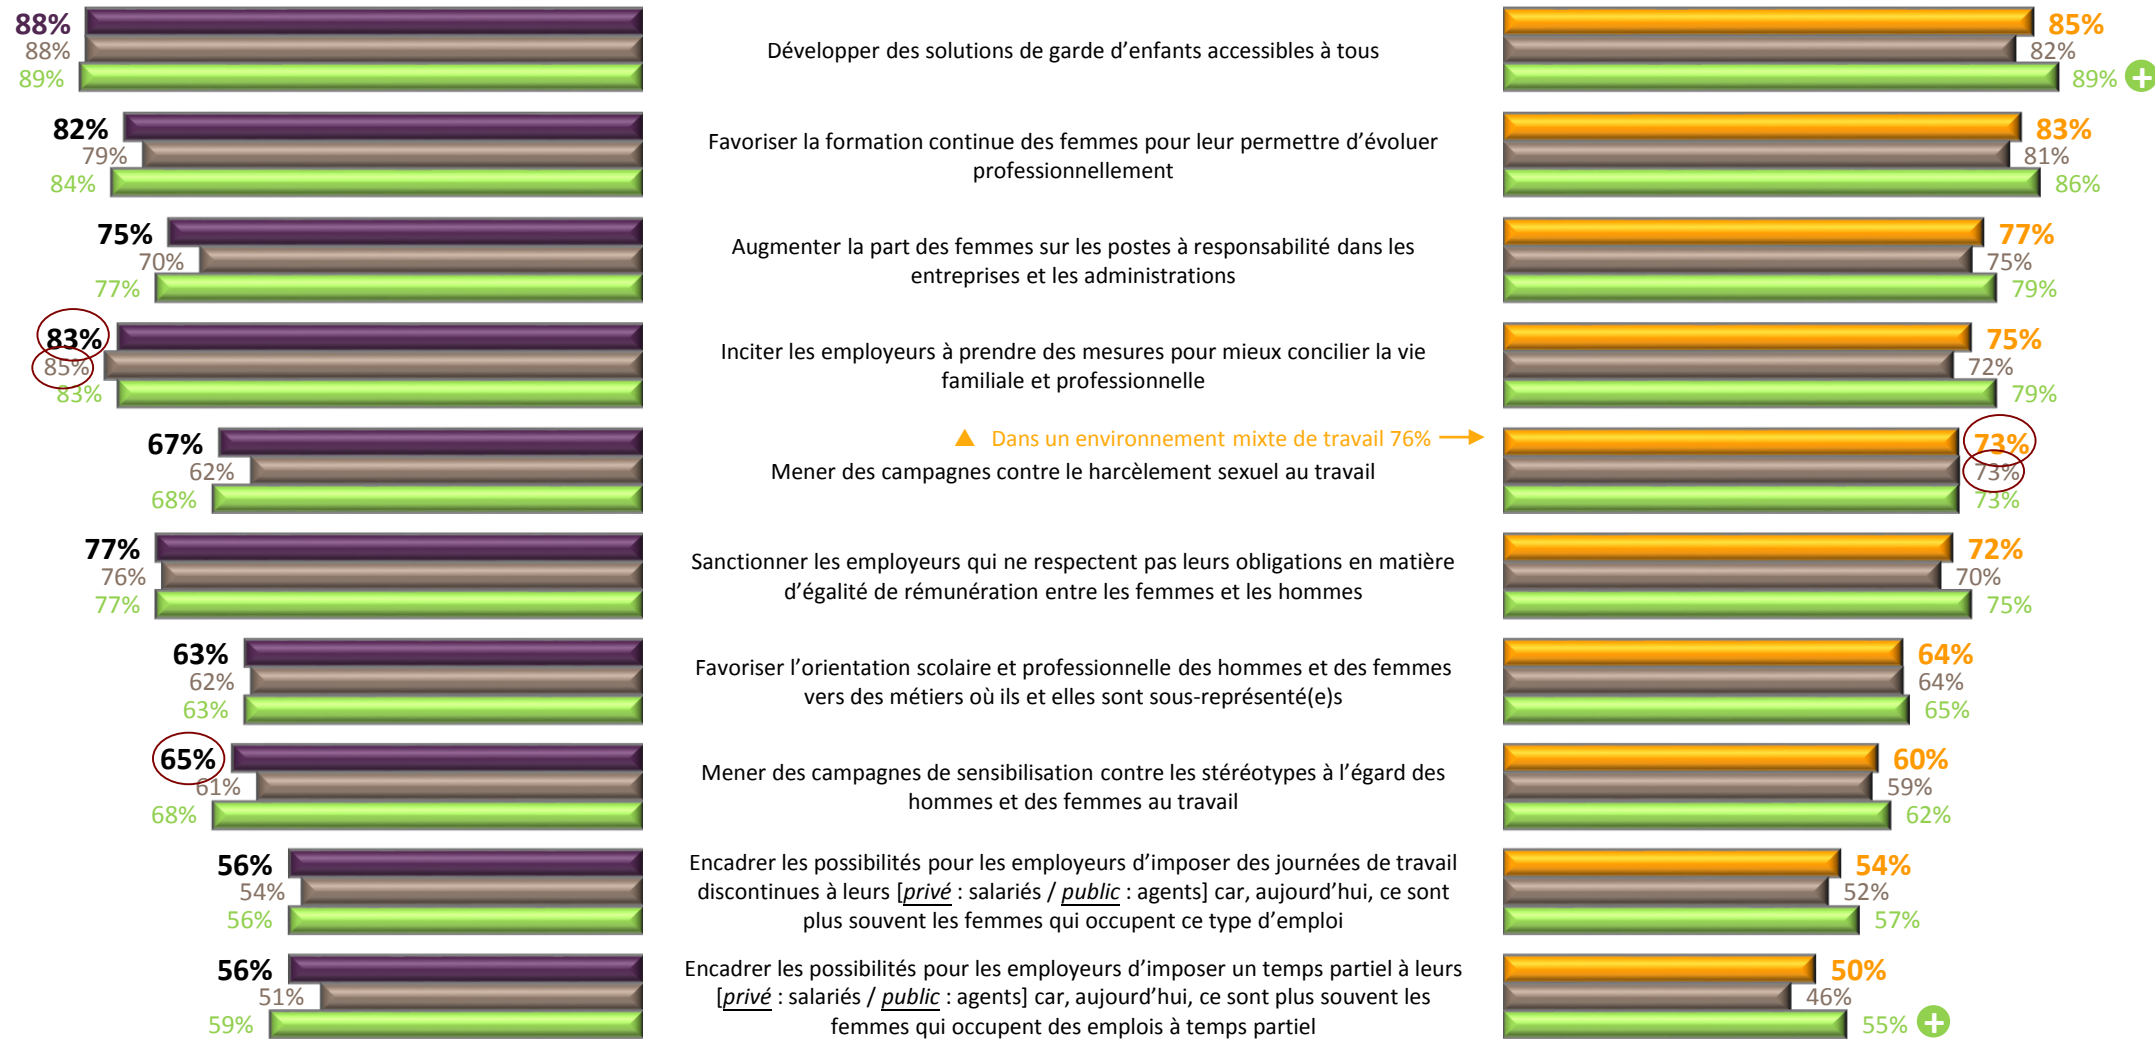 88%
88%
89%
Développer des solutions de garde d'enfants accessibles à tous
85%
82%
89% +
82%
79%
84%
Favoriser la formation continue des femmes pour leur permettre d'évoluer
professionnellement
83%
81%
86%
75%
70%
77%
Augmenter la part des femmes sur les postes à responsabilité dans les
entreprises et les administrations
77%
75%
79%
83%
85%
83%
Inciter les employeurs à prendre des mesures pour mieux concilier la vie
familiale et professionnelle
75%
72%
79%
67%
62%
68%
▲ Dans un environnement mixte de travail 76% →
Mener des campagnes contre le harcèlement sexuel au travail
73%
73%
73%
77%
76%
77%
Sanctionner les employeurs qui ne respectent pas leurs obligations en matière
d'égalité de rémunération entre les femmes et les hommes
72%
70%
75%
63%
62%
63%
Favoriser l'orientation scolaire et professionnelle des hommes et des femmes
vers des métiers où ils et elles sont sous-représenté(e)s
64%
64%
65%
65%
61%
68%
Mener des campagnes de sensibilisation contre les stéréotypes à l'égard des
hommes et des femmes au travail
60%
59%
62%
56%
54%
56%
Encadrer les possibilités pour les employeurs d'imposer des journées de travail
discontinues à leurs [privé : salariés / public : agents] car, aujourd'hui, ce sont
plus souvent les femmes qui occupent ce type d'emploi
54%
52%
57%
56%
51%
59%
Encadrer les possibilités pour les employeurs d'imposer un temps partiel à leurs
[privé : salariés / public : agents] car, aujourd'hui, ce sont plus souvent les
femmes qui occupent des emplois à temps partiel
50%
46%
55% +